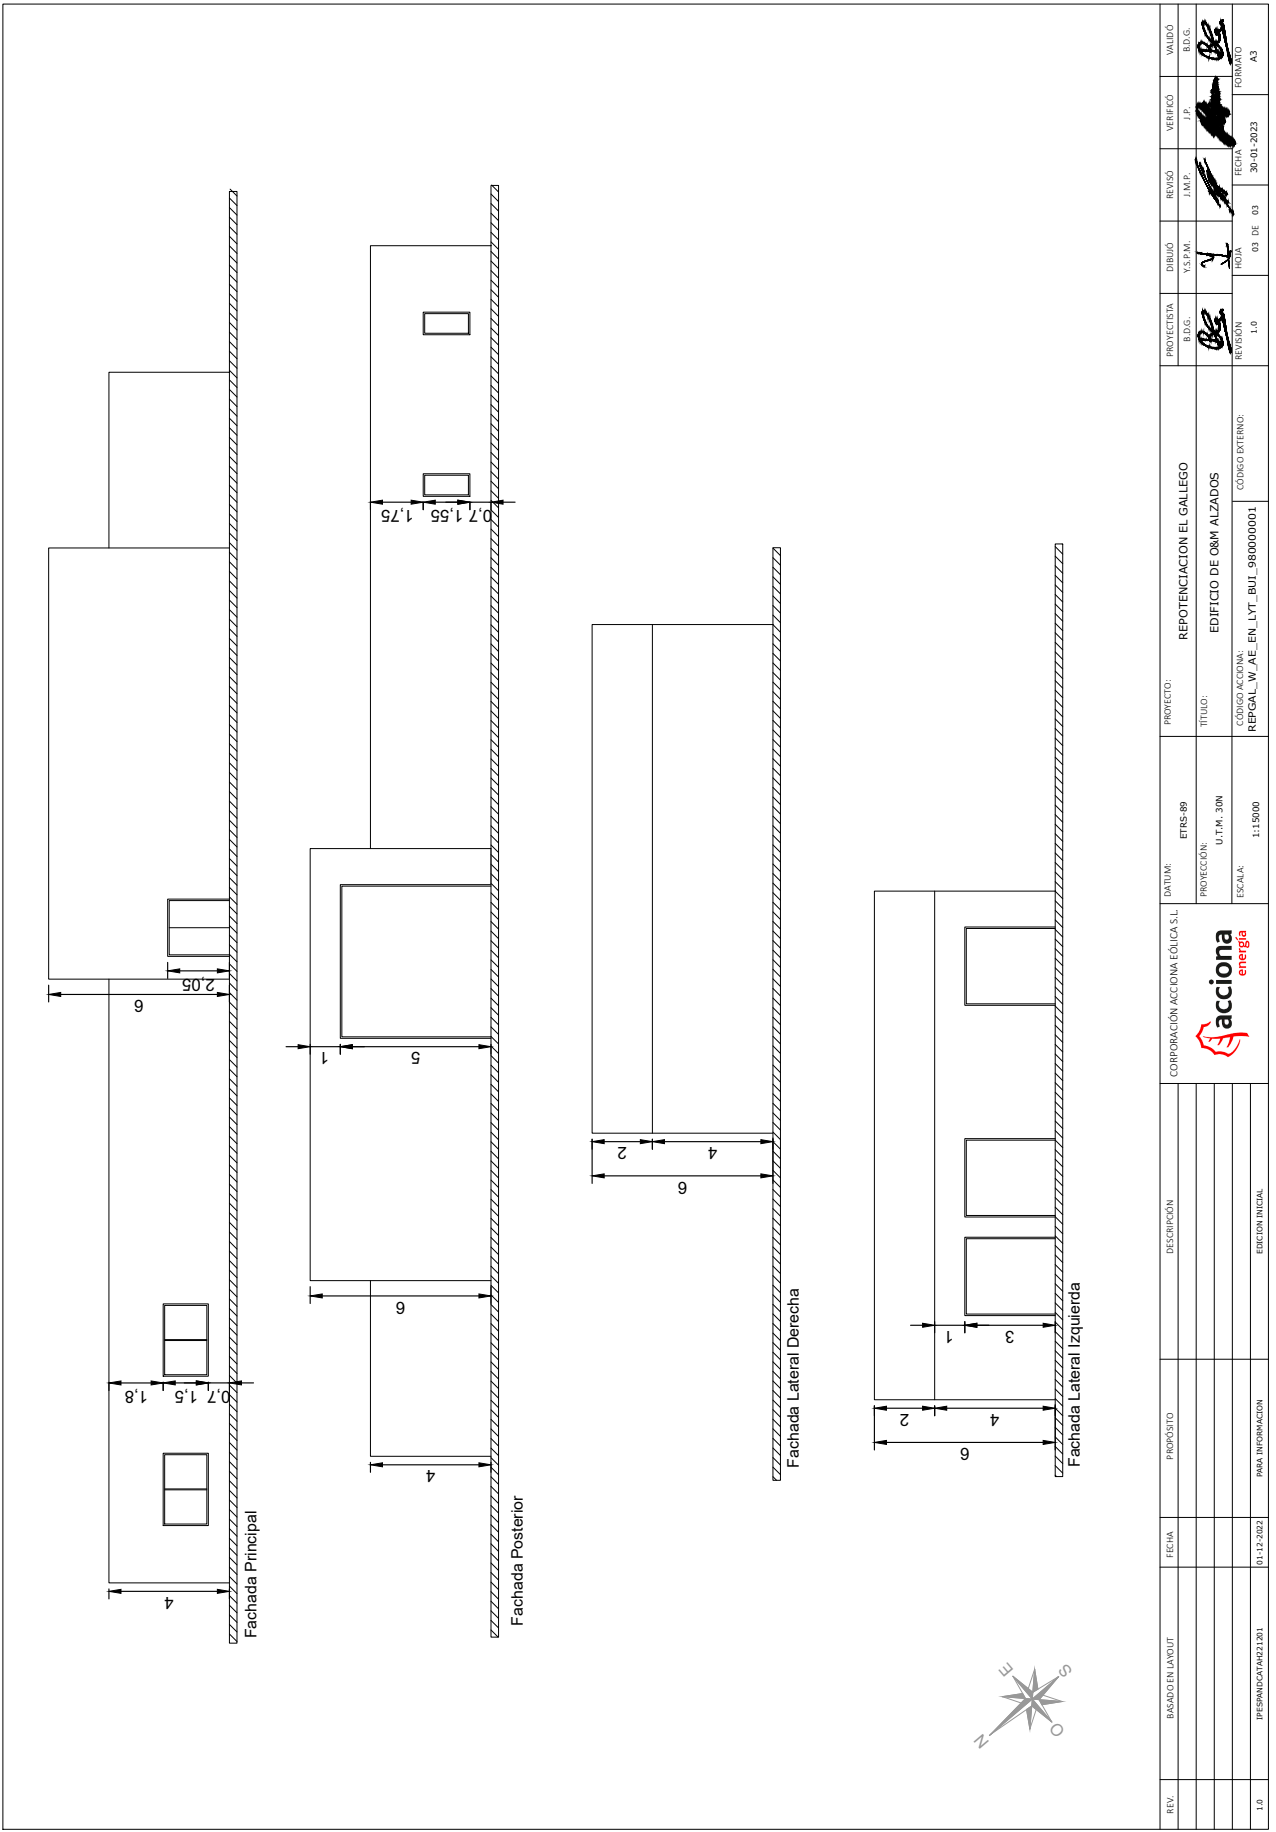 6
2,05
1,8
1,5
0,7
4
Fachada Principal
1,75
1,55
0,7
1
5
6
4
Fachada Posterior
2
4
6
Fachada Lateral Derecha
1
3
2
4
6
Fachada Lateral Izquierda
N
E
S
O
REV.
BASADO EN LAYOUT
FECHA
PROPÓSITO
DESCRIPCIÓN
1.0
IPESPANDCATAH221201
01-12-2022
PARA INFORMACION
EDICION INICIAL
CORPORACIÓN ACCIONA EÓLICA S.L.
acciona
energía
DATUM:
ETRS-89
PROYECCIÓN:
U.T.M. 30N
ESCALA:
1:15000
PROYECTO:
REPOTENCIACION EL GALLEGO
TÍTULO:
EDIFICIO DE O&M ALZADOS
CÓDIGO ACCIONA:
REPGAL_W_AE_EN_LYT_BUI_980000001
CÓDIGO EXTERNO:
PROYECTISTA
DIBUJÓ
REVISÓ
VERIFICÓ
VALIDÓ
B.D.G.
Y.S.P.M.
J.M.P.
J.P.
B.D.G.
REVISIÓN
1.0
HOJA
03 DE 03
FECHA
30-01-2023
FORMATO
A3